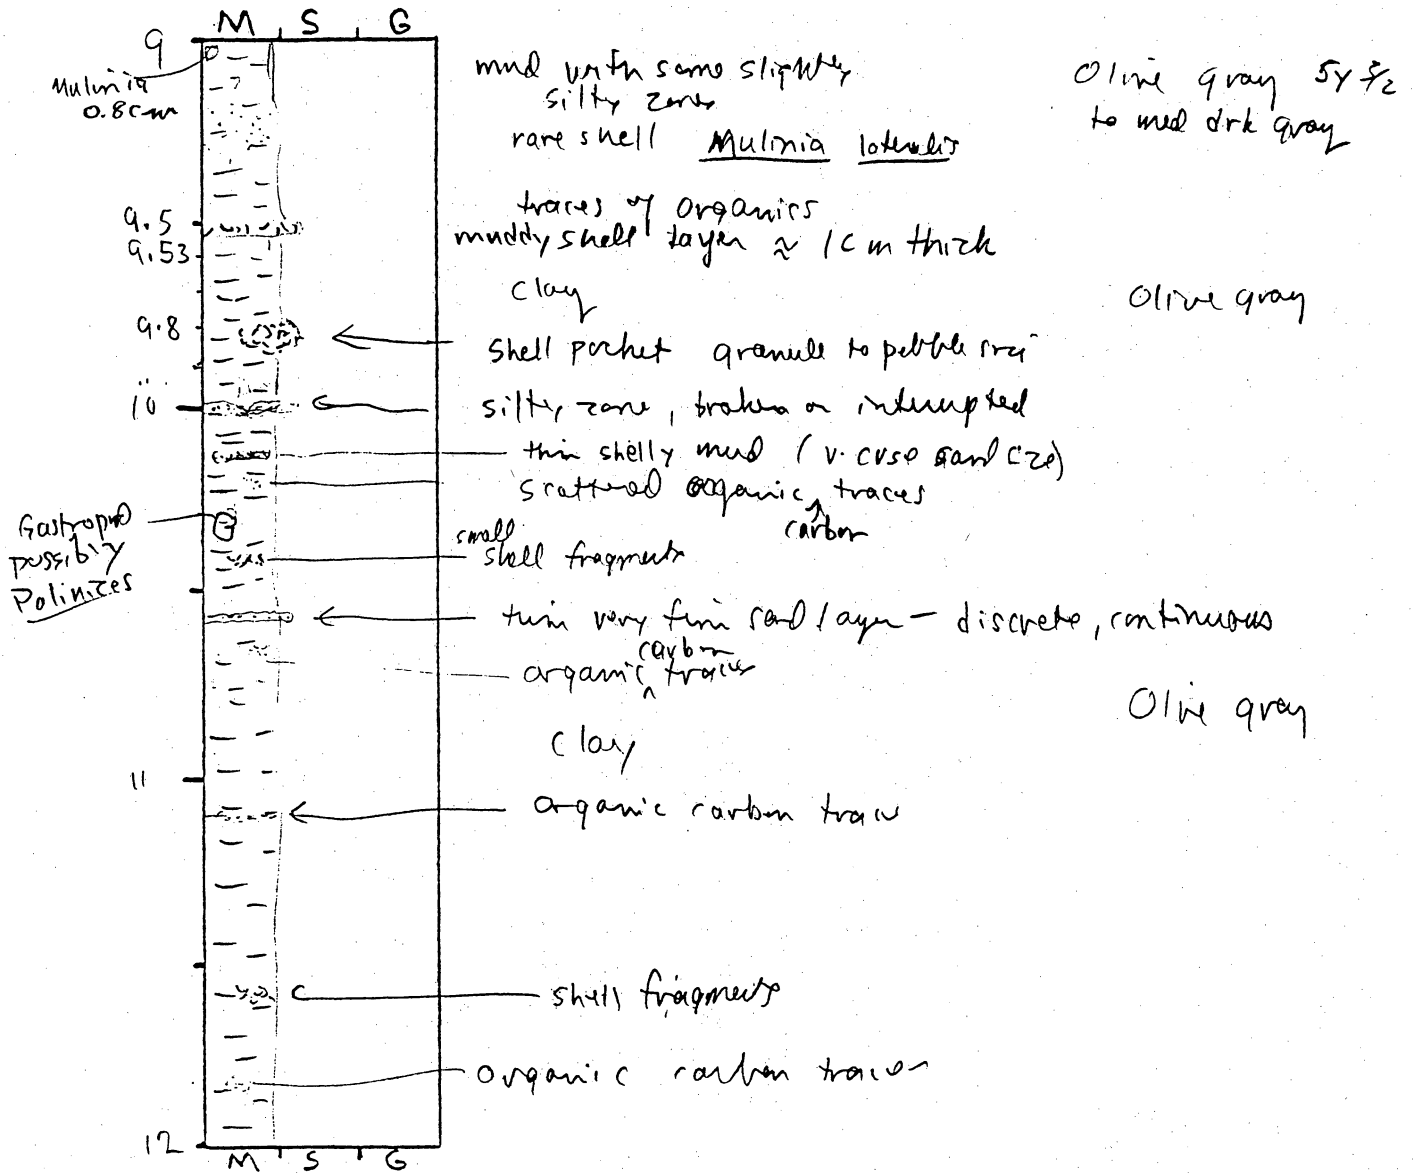 M S G
9
Mulinia
0.8cm
mud with some slightly
silty zones
rare shell Mulinia lateralis
Olive gray 5Y 3/2
to med drk gray
traces of organics
9.5
muddy shell layer ≈ 1cm thick
9.53
clay
Olive gray
9.8
shell pocket granule to pebble
10
silty zone, broken or interrupted
thin shelly mud (v. crse sand size)
scattered organic carbon traces
Gastropod
possibly
Polinices
small
shell fragments
thin very fine sand layer - discrete, continuous
organic carbon traces
Olive gray
clay
11
organic carbon traces
shell fragments
organic carbon traces
12
M S G